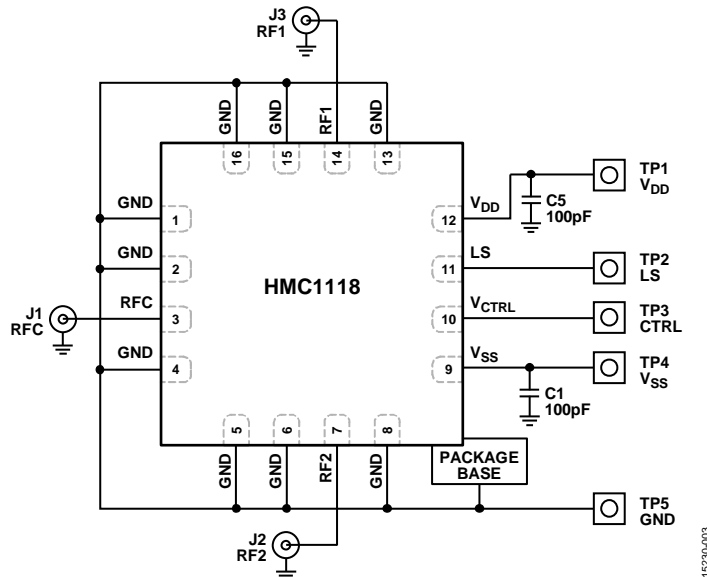 J3
RF1
GND
GND
RF1
GND
16
15
14
13
GND
1
GND
2
J1
RFC
RFC
3
GND
4
HMC1118
VDD
12
LS
11
VCTRL
10
VSS
9
C5
100pF
C1
100pF
TP1
VDD
TP2
LS
TP3
CTRL
TP4
VSS
5
6
7
8
GND
GND
RF2
GND
PACKAGE
BASE
J2
RF2
TP5
GND
15230-003